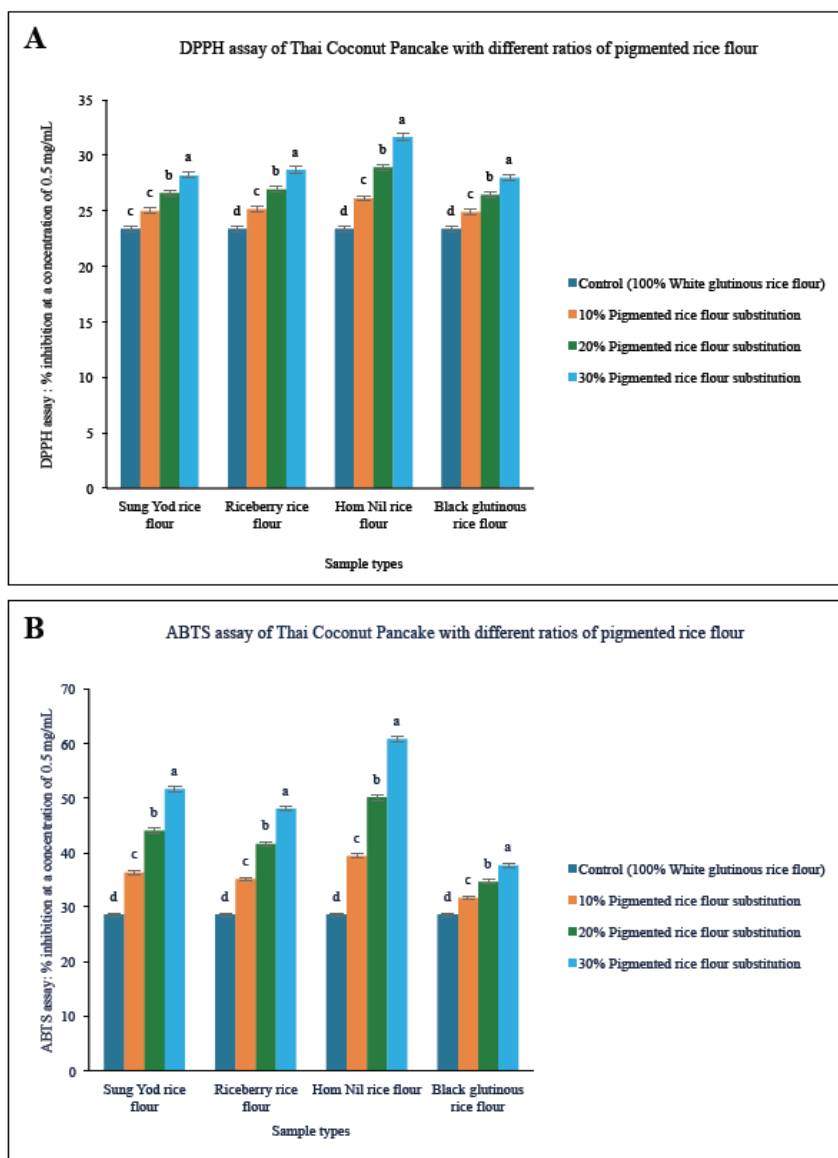 A
DPPH assay of Thai Coconut Pancake with different ratios of pigmented rice flour
DPPH assay : % inhibition at a concentration of 0.5 mg/mL
35
30
25
20
15
10
5
0
c c b a
d c b a
d c b a
d c b a
Sung Yod rice flour
Riceberry rice flour
Hom Nil rice flour
Black glutinous rice flour
Sample types
Control (100% White glutinous rice flour)
10% Pigmented rice flour substitution
20% Pigmented rice flour substitution
30% Pigmented rice flour substitution
B
ABTS assay of Thai Coconut Pancake with different ratios of pigmented rice flour
ABTS assay: % inhibition at a concentration of 0.5 mg/mL
70
60
50
40
30
20
10
0
d c b a
d c b a
d c b a
d c b a
Sung Yod rice flour
Riceberry rice flour
Hom Nil rice flour
Black glutinous rice flour
Sample types
Control (100% White glutinous rice flour)
10% Pigmented rice flour substitution
20% Pigmented rice flour substitution
30% Pigmented rice flour substitution